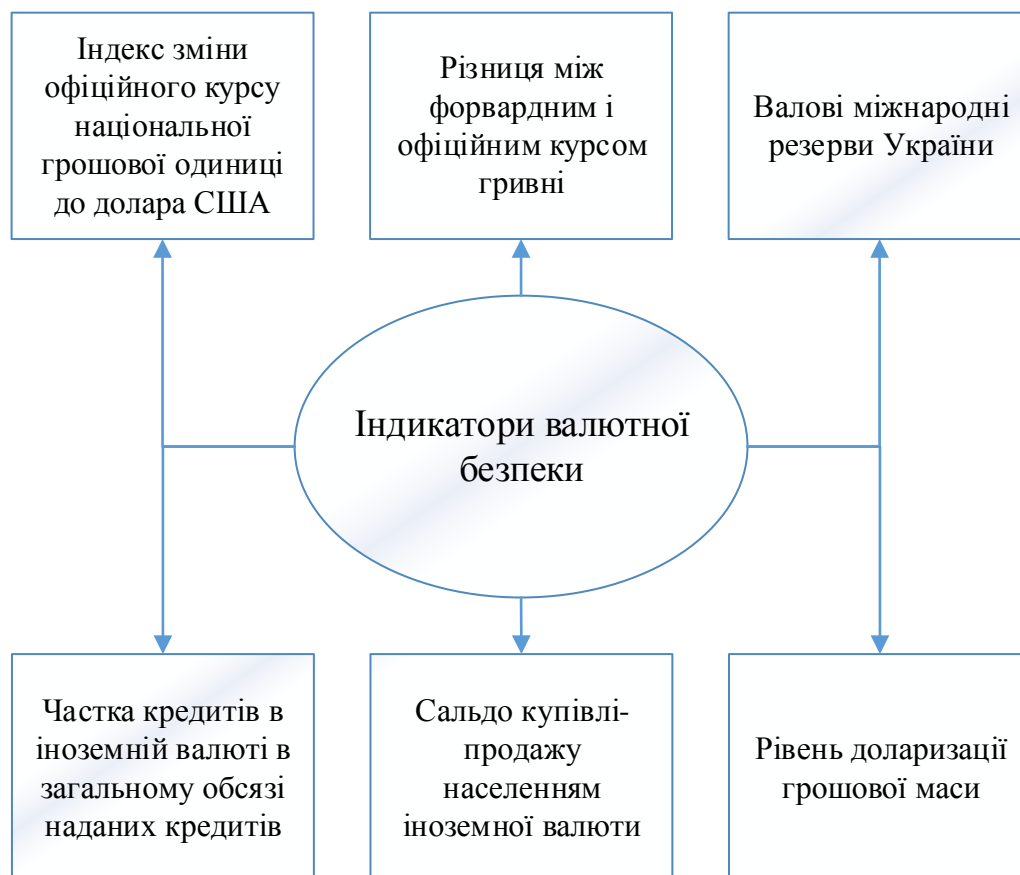 Індекс зміни
офіційного курсу
національної
грошової одиниці
до долара США
Різниця між
форвардним і
офіційним курсом
гривні
Валові міжнародні
резерви України
Індикатори валютної
безпеки
Частка кредитів в
іноземній валюті в
загальному обсязі
наданих кредитів
Сальдо купівлі-
продажу
населенням
іноземної валюти
Рівень доларизації
грошової маси